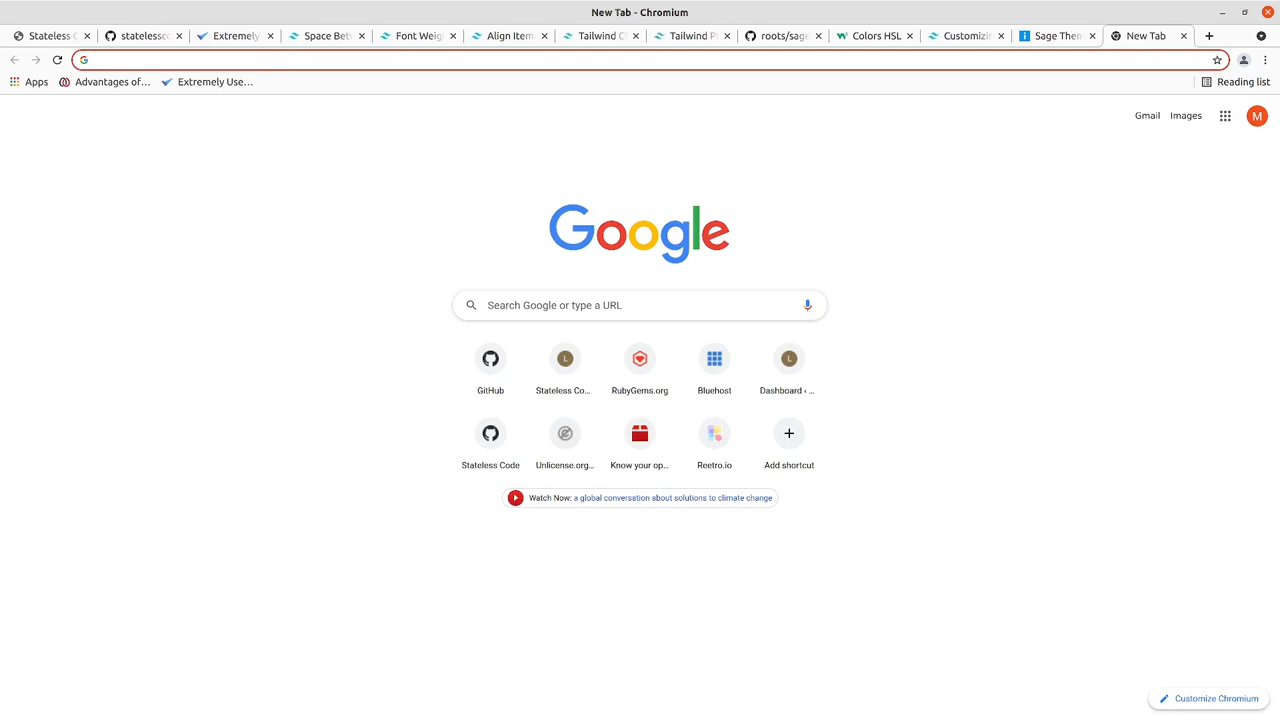 New Tab - Chromium
Stateless C
statelessco
Extremely
Space Bet
Font Weig
Align Item
Tailwind C
Tailwind P
roots/sage
Colors HSL
Customizin
Sage Them
New Tab
Apps
Advantages of...
Extremely Use...
Reading list
Gmail
Images
M
Google
Search Google or type a URL
GitHub
L
Stateless Co...
RubyGems.org
Bluehost
L
Dashboard ‹ ...
Stateless Code
Unlicense.org...
Know your op...
Reetro.io
Add shortcut
Watch Now: a global conversation about solutions to climate change
Customize Chromium